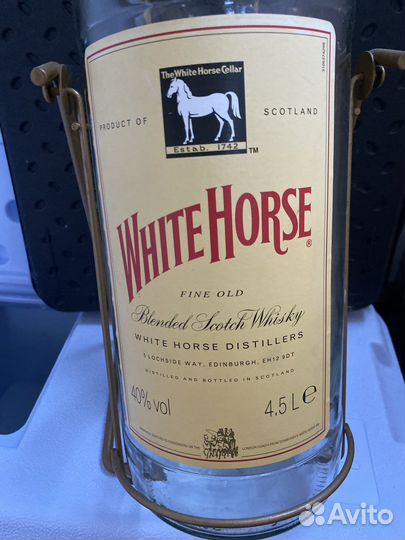 The White Horse Cellar
Estab. 1742
TM
PRODUCT OF
SCOTLAND
WHITE HORSE
®
FINE OLD
Blended Scotch Whisky
WHITE HORSE DISTILLERS
5 LOCHSIDE WAY, EDINBURGH, EH12 9DT
DISTILLED AND BOTTLED IN SCOTLAND
40% vol
4,5 L e
Avito